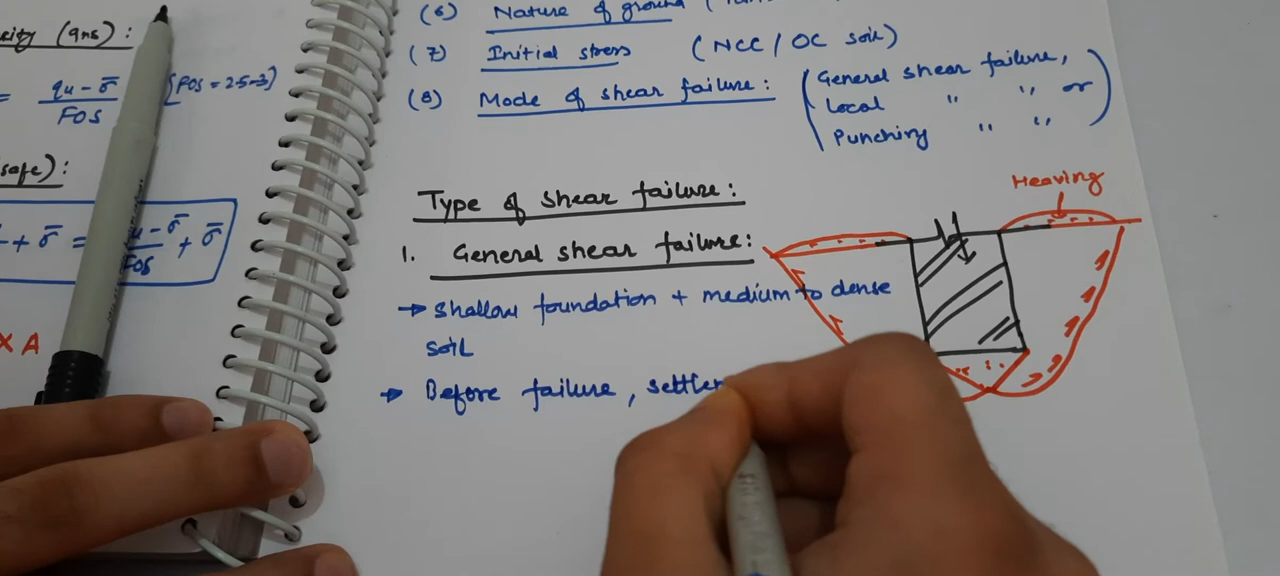 (qns) :
= qu - σ̅ / FOS [FOS = 2.5-3]
safe) :
+ σ̅ = - σ̅ / FOS + σ̅
x A
(6) Nature of ground (
(7) Initial stress (NCC / OC soil)
(8) Mode of shear failure : (General shear failure,
Local " " or
Punching " ")
Type of shear failure :
1. General shear failure :
Heaving
→ shallow foundation + medium to dense
soil
→ Before failure, settlem